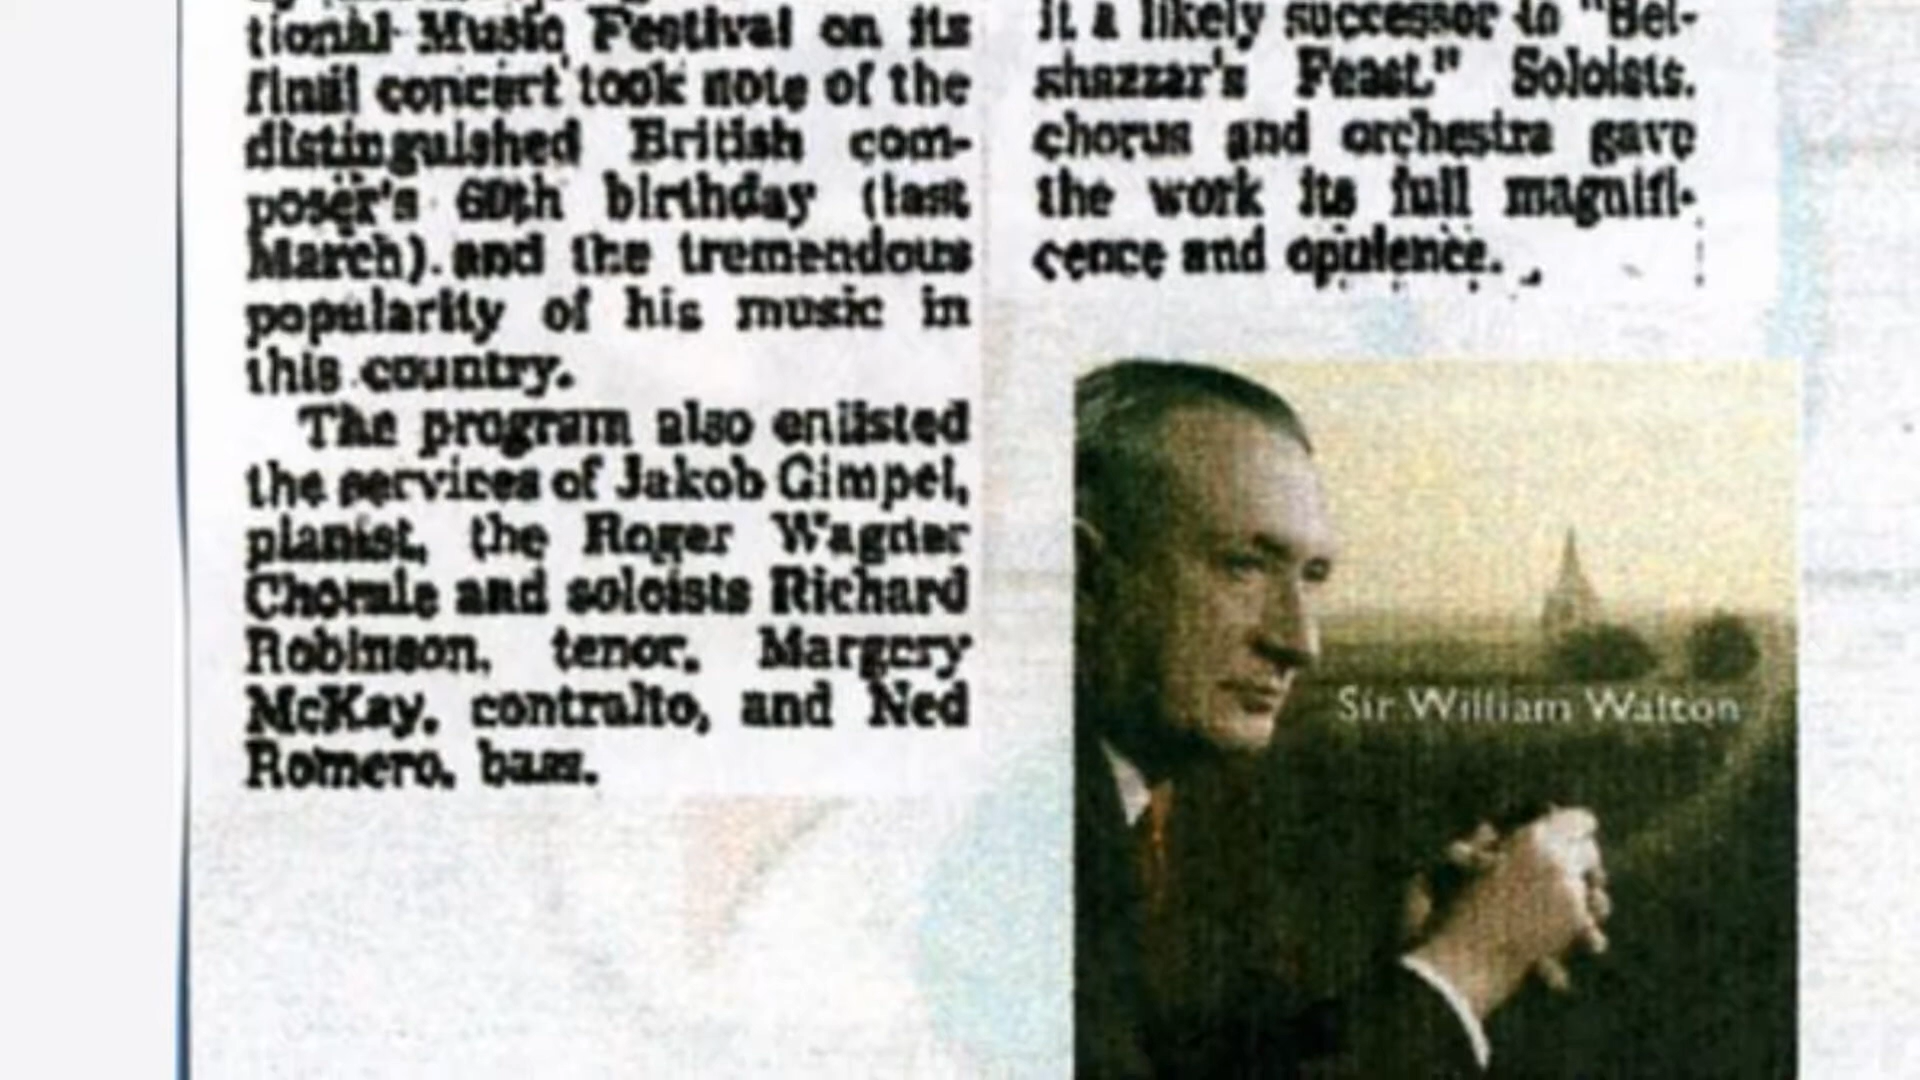 tional Music Festival on its
final concert took note of the
distinguished British com-
poser's 60th birthday (last
March) and the tremendous
popularity of his music in
this country.
The program also enlisted
the services of Jakob Gimpel,
pianist, the Roger Wagner
Chorale and soloists Richard
Robinson, tenor, Margery
McKay, contralto, and Ned
Romero, bass.
it a likely successor to "Bel-
shazzar's Feast." Soloists,
chorus and orchestra gave
the work its full magnifi-
cence and opulence.
Sir William Walton